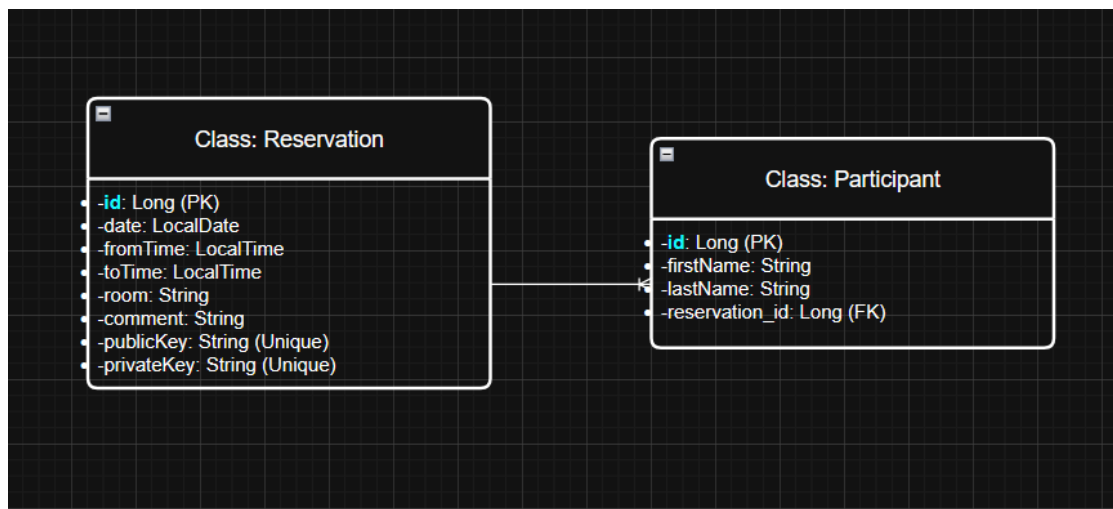 Class: Reservation
-id: Long (PK)
-date: LocalDate
-fromTime: LocalTime
-toTime: LocalTime
-room: String
-comment: String
-publicKey: String (Unique)
-privateKey: String (Unique)
Class: Participant
-id: Long (PK)
-firstName: String
-lastName: String
-reservation_id: Long (FK)